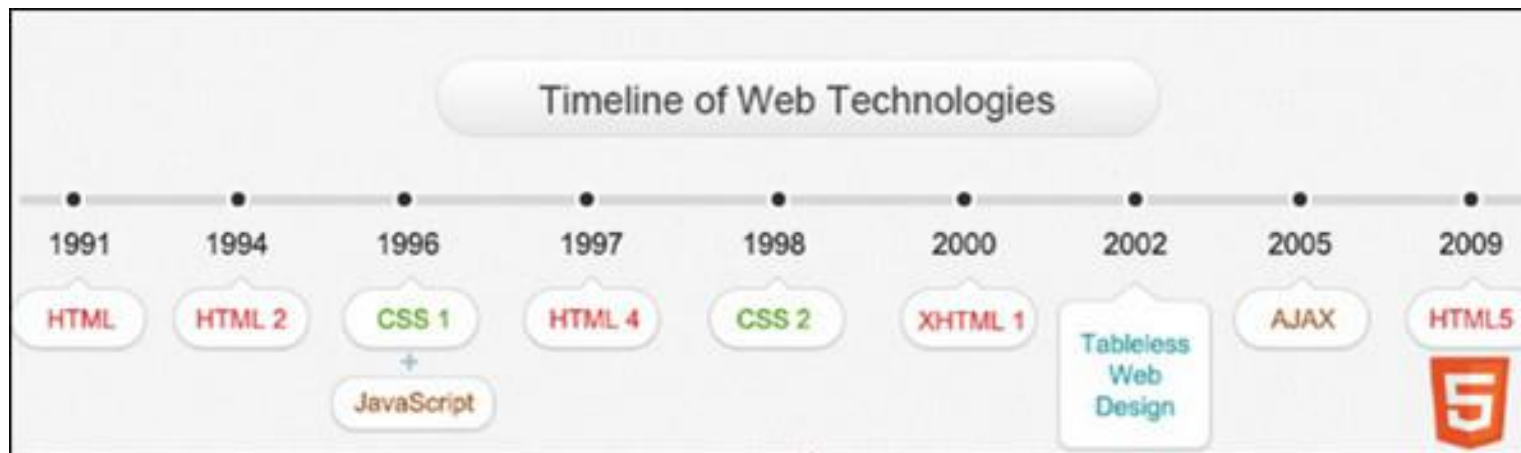 Timeline of Web Technologies
1991 1994 1996 1997 1998 2000 2002 2005 2009
HTML HTML 2 CSS 1 HTML 4 CSS 2 XHTML 1 Tableless Web Design AJAX HTML5
+
JavaScript
5